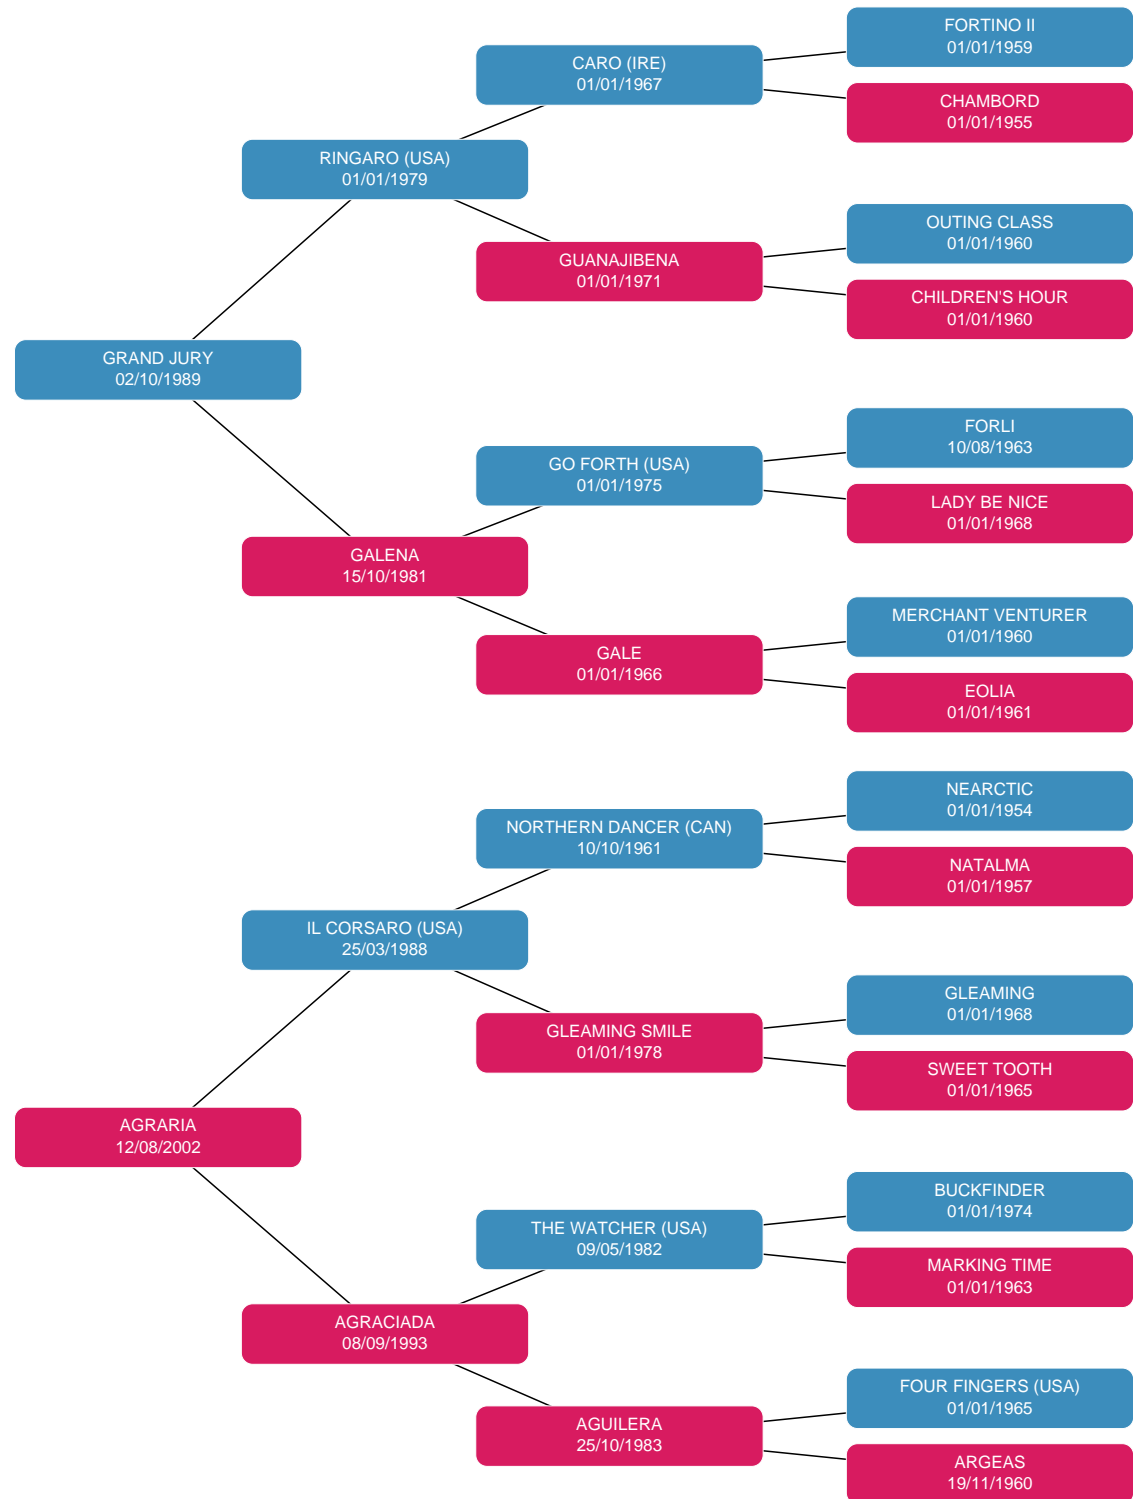 FORTINO II
01/01/1959
CARO (IRE)
01/01/1967
CHAMBORD
01/01/1955
RINGARO (USA)
01/01/1979
OUTING CLASS
01/01/1960
GUANAJIBENA
01/01/1971
CHILDREN'S HOUR
01/01/1960
GRAND JURY
02/10/1989
FORLI
10/08/1963
GO FORTH (USA)
01/01/1975
LADY BE NICE
01/01/1968
GALENA
15/10/1981
MERCHANT VENTURER
01/01/1960
GALE
01/01/1966
EOLIA
01/01/1961
NEARCTIC
01/01/1954
NORTHERN DANCER (CAN)
10/10/1961
NATALMA
01/01/1957
IL CORSARO (USA)
25/03/1988
GLEAMING
01/01/1968
GLEAMING SMILE
01/01/1978
SWEET TOOTH
01/01/1965
AGRARIA
12/08/2002
BUCKFINDER
01/01/1974
THE WATCHER (USA)
09/05/1982
MARKING TIME
01/01/1963
AGRACIADA
08/09/1993
FOUR FINGERS (USA)
01/01/1965
AGUILERA
25/10/1983
ARGEAS
19/11/1960